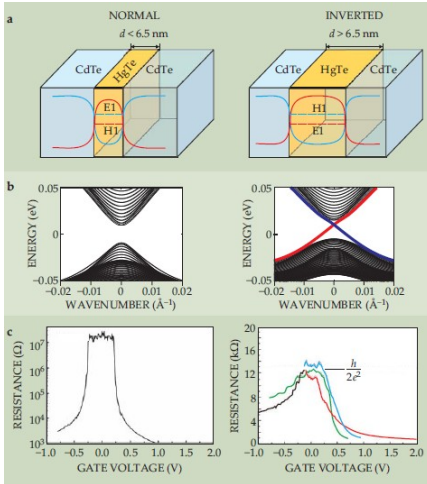 a
NORMAL
d < 6.5 nm
CdTe
HgTe
CdTe
E1
H1
INVERTED
d > 6.5 nm
CdTe
HgTe
CdTe
H1
E1
b
ENERGY (eV)
0.05
0
−0.05
−0.02 −0.01 0 0.01 0.02
WAVENUMBER (Å⁻¹)
ENERGY (eV)
0.05
0
−0.05
−0.02 −0.01 0 0.01 0.02
WAVENUMBER (Å⁻¹)
c
RESISTANCE (Ω)
10⁷
10⁶
10⁵
10⁴
10³
−1.0 −0.5 0.0 0.5 1.0 1.5 2.0
GATE VOLTAGE (V)
RESISTANCE (kΩ)
20
16
12
8
4
0
h
2e²
−1.0 −0.5 0.0 0.5 1.0 1.5 2.0
GATE VOLTAGE (V)